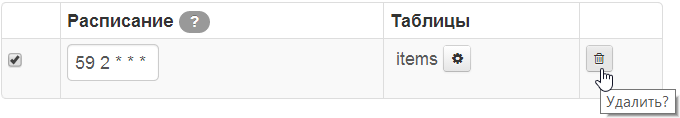 Расписание ? Таблицы
59 2 * * * items
Удалить?